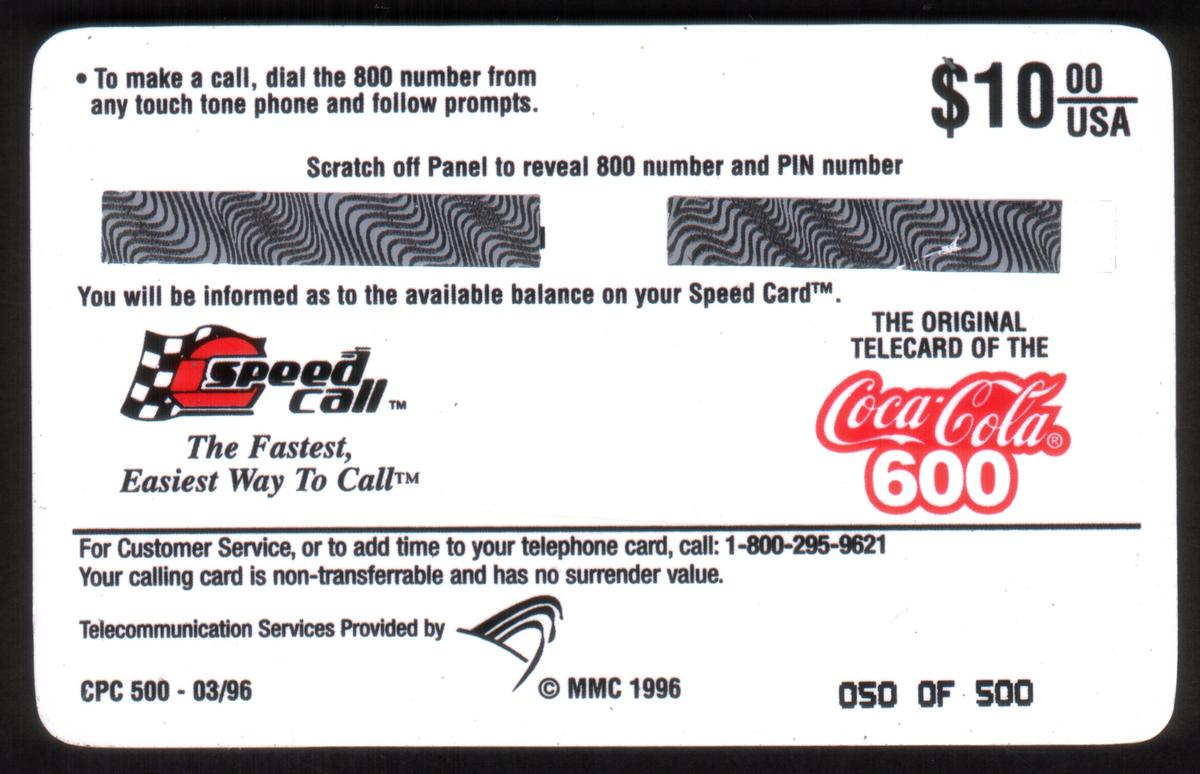 • To make a call, dial the 800 number from
any touch tone phone and follow prompts.
$10 00
USA
Scratch off Panel to reveal 800 number and PIN number
You will be informed as to the available balance on your Speed Card™.
speed
call™
The Fastest,
Easiest Way To Call™
THE ORIGINAL
TELECARD OF THE
Coca-Cola®
600
For Customer Service, or to add time to your telephone card, call: 1-800-295-9621
Your calling card is non-transferrable and has no surrender value.
Telecommunication Services Provided by
CPC 500 - 03/96
© MMC 1996
050 OF 500